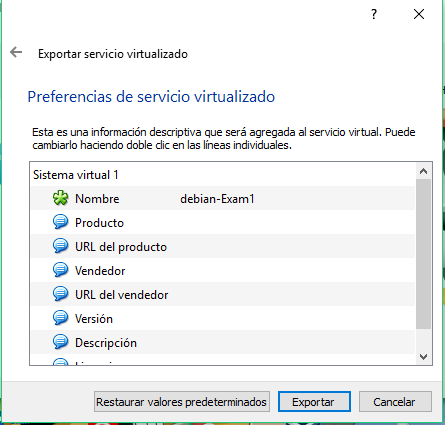 ?
Exportar servicio virtualizado
Preferencias de servicio virtualizado
Esta es una información descriptiva que será agregada al servicio virtual. Puede
cambiarlo haciendo doble clic en las líneas individuales.
Sistema virtual 1
Nombre debian-Exam1
Producto
URL del producto
Vendedor
URL del vendedor
Versión
Descripción
Restaurar valores predeterminados Exportar Cancelar